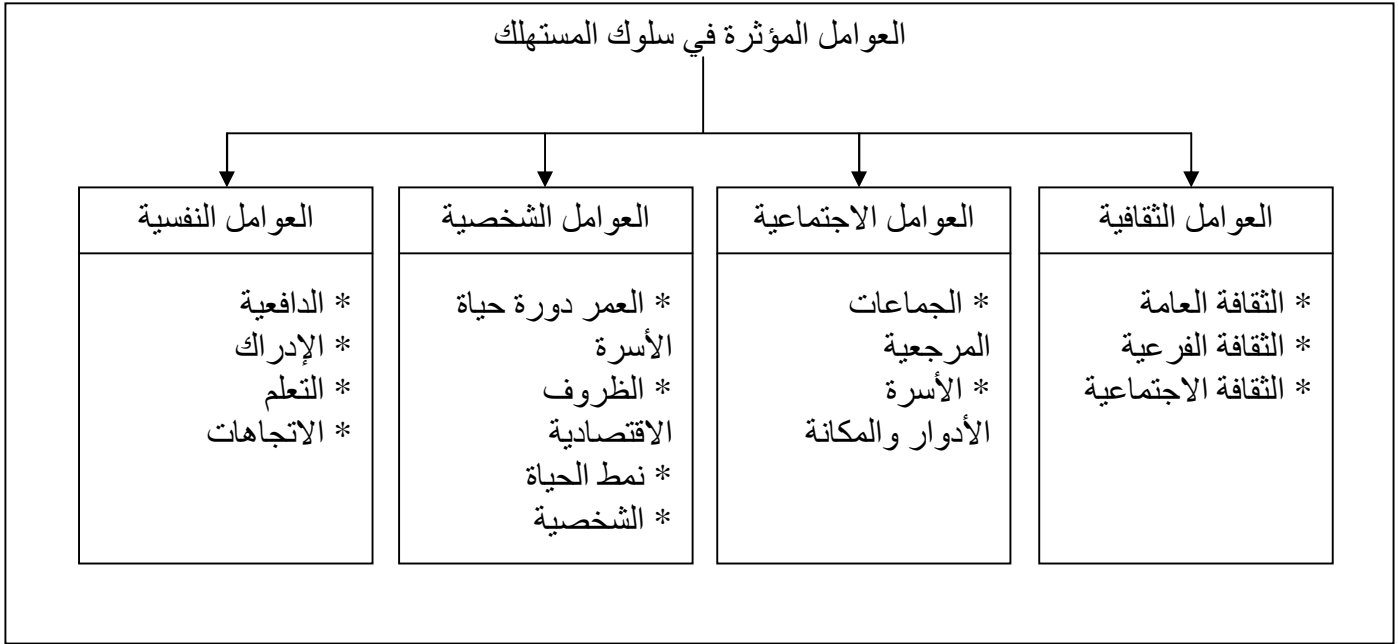 العوامل المؤثرة في سلوك المستهلك
العوامل الثقافية
* الثقافة العامة
* الثقافة الفرعية
* الثقافة الاجتماعية
العوامل الاجتماعية
* الجماعات
المرجعية
* الأسرة
الأدوار والمكانة
العوامل الشخصية
* العمر دورة حياة
الأسرة
* الظروف
الاقتصادية
* نمط الحياة
* الشخصية
العوامل النفسية
* الدافعية
* الإدراك
* التعلم
* الاتجاهات